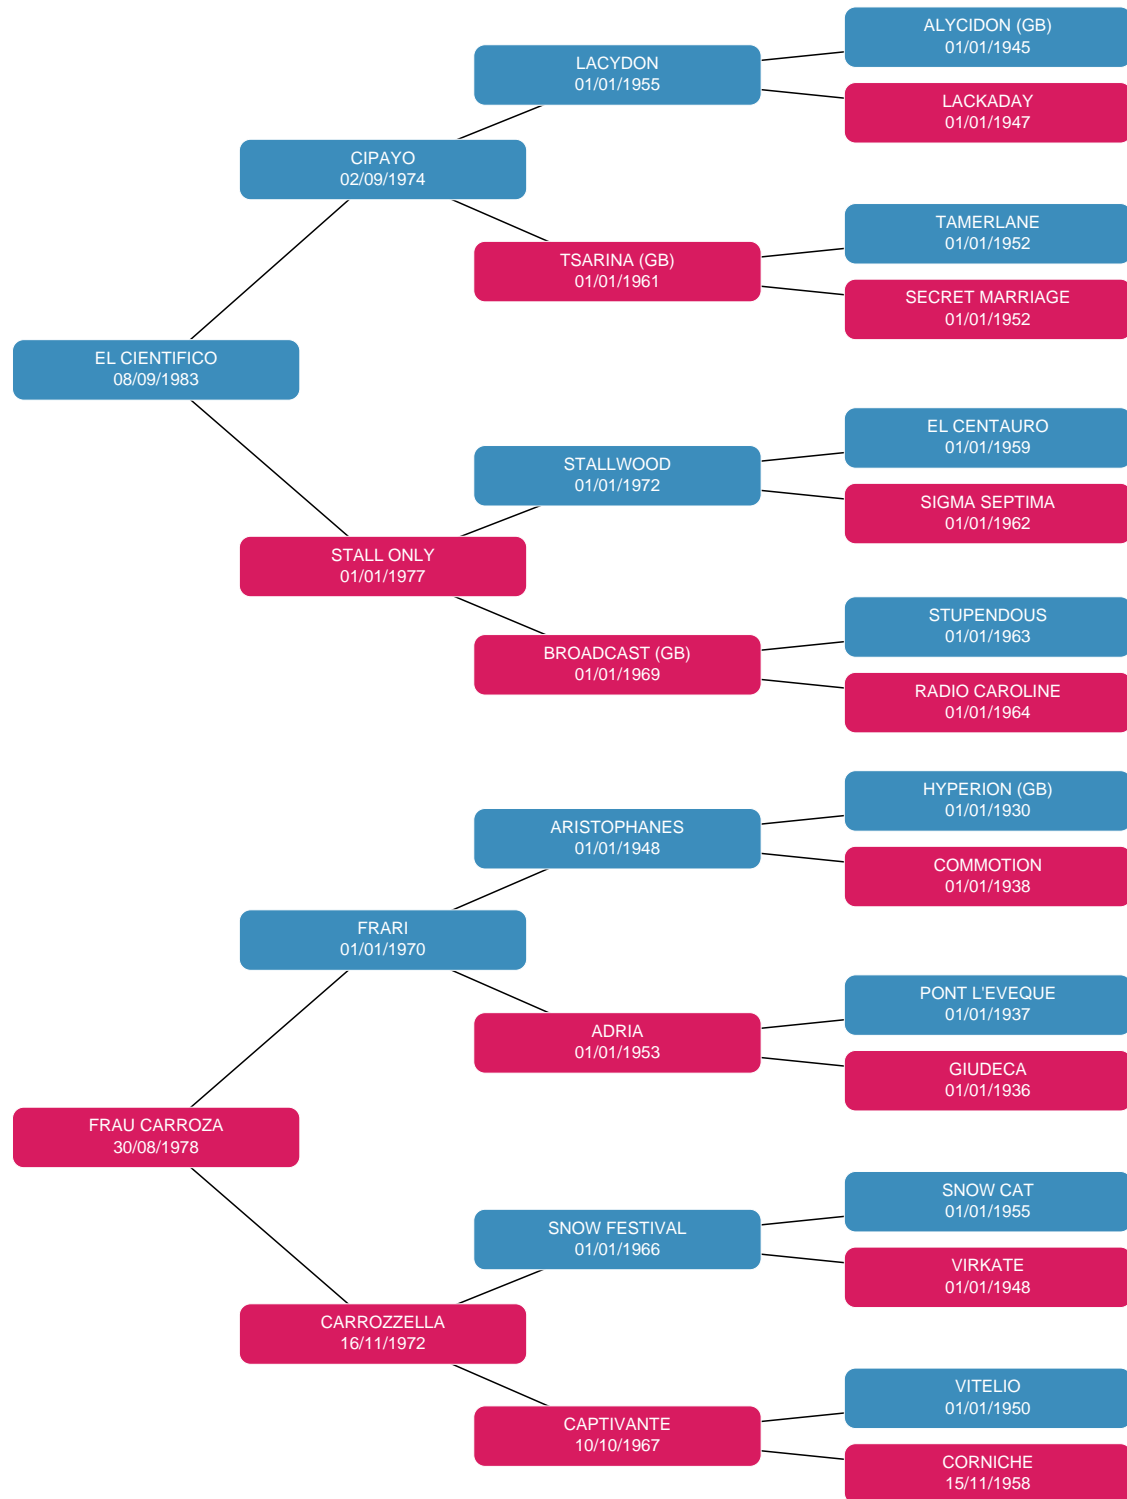 ALYCIDON (GB)
01/01/1945
LACYDON
01/01/1955
LACKADAY
01/01/1947
CIPAYO
02/09/1974
TAMERLANE
01/01/1952
TSARINA (GB)
01/01/1961
SECRET MARRIAGE
01/01/1952
EL CIENTIFICO
08/09/1983
EL CENTAURO
01/01/1959
STALLWOOD
01/01/1972
SIGMA SEPTIMA
01/01/1962
STALL ONLY
01/01/1977
STUPENDOUS
01/01/1963
BROADCAST (GB)
01/01/1969
RADIO CAROLINE
01/01/1964
HYPERION (GB)
01/01/1930
ARISTOPHANES
01/01/1948
COMMOTION
01/01/1938
FRARI
01/01/1970
PONT L'EVEQUE
01/01/1937
ADRIA
01/01/1953
GIUDECA
01/01/1936
FRAU CARROZA
30/08/1978
SNOW CAT
01/01/1955
SNOW FESTIVAL
01/01/1966
VIRKATE
01/01/1948
CARROZZELLA
16/11/1972
VITELIO
01/01/1950
CAPTIVANTE
10/10/1967
CORNICHE
15/11/1958